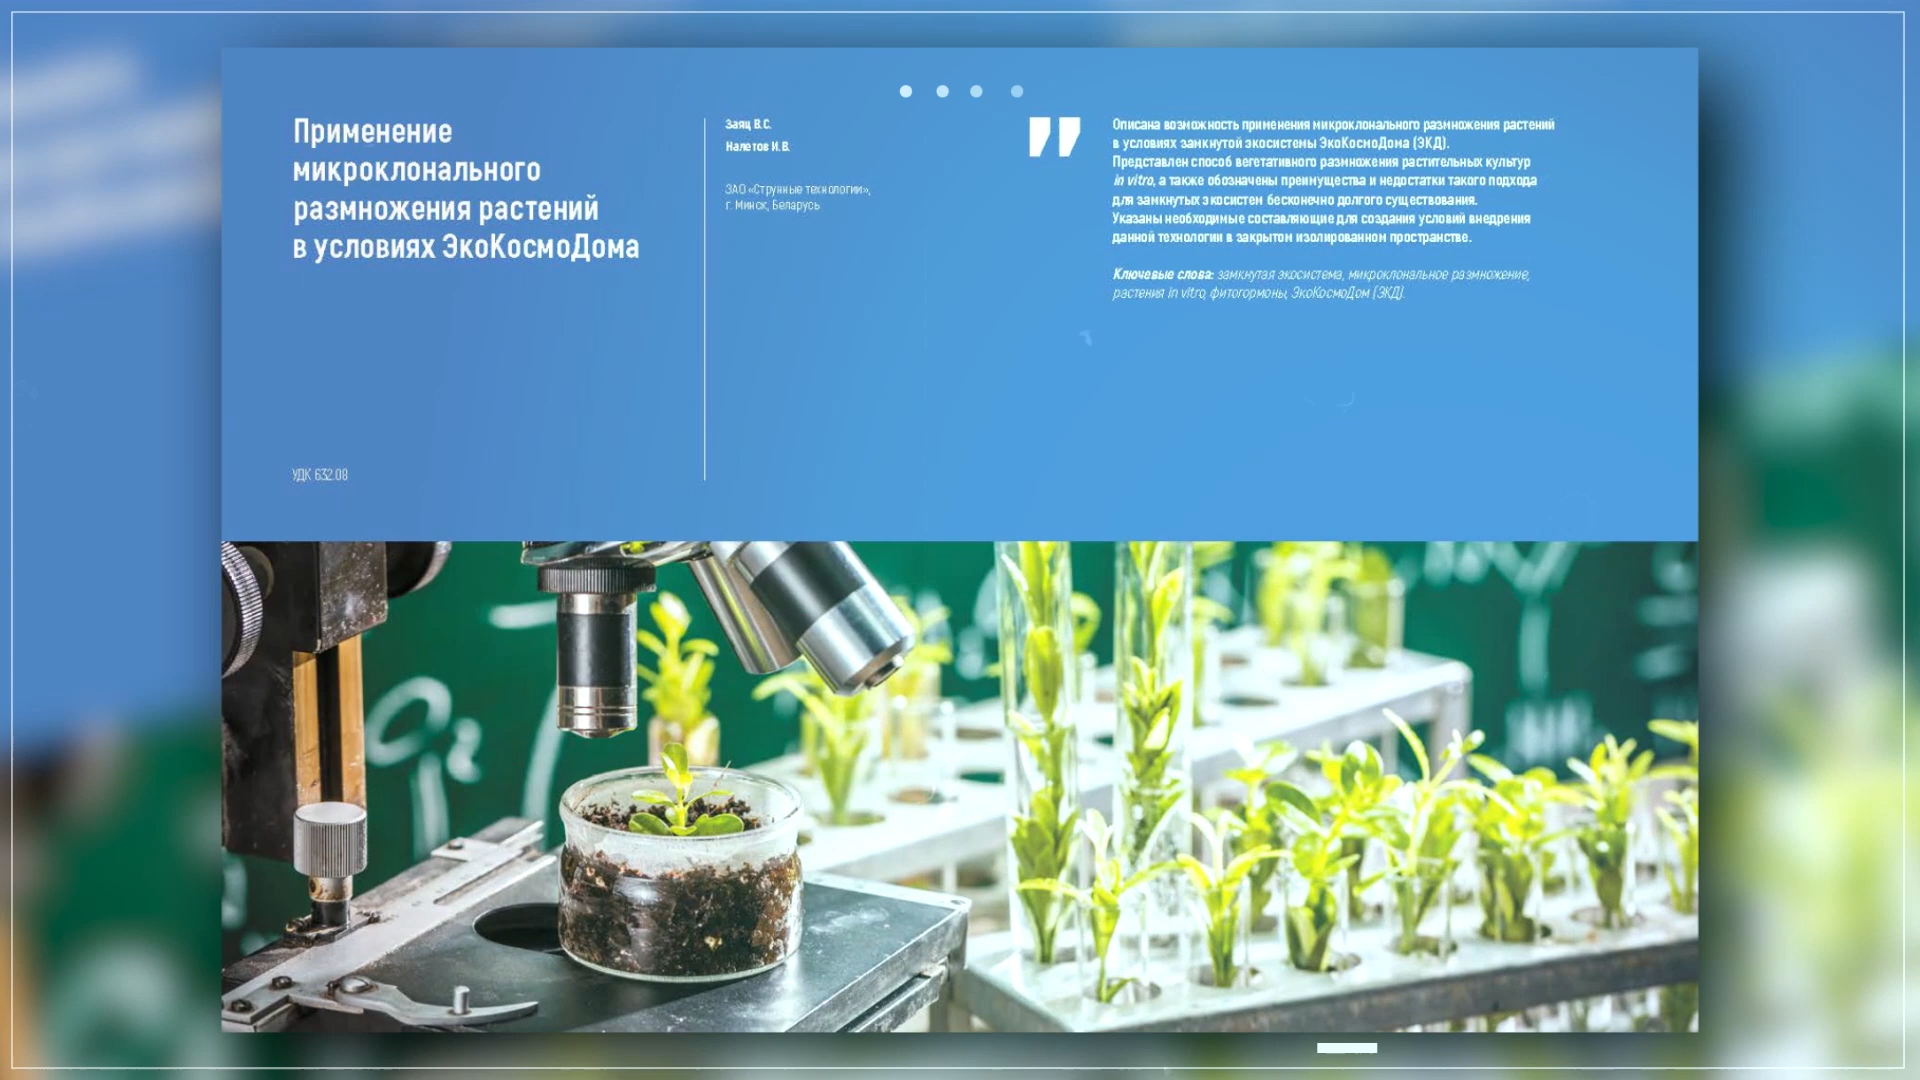 Применение
микроклонального
размножения растений
в условиях ЭкоКосмоДома
УДК 632.08
Заяц В.С.
Налетов И.В.
ЗАО «Струнные технологии»,
г. Минск, Беларусь
Описана возможность применения микроклонального размножения растений
в условиях замкнутой экосистемы ЭкоКосмоДома (ЭКД).
Представлен способ вегетативного размножения растительных культур
in vitro, а также обозначены преимущества и недостатки такого подхода
для замкнутых экосистем бесконечно долгого существования.
Указаны необходимые составляющие для создания условий внедрения
данной технологии в закрытом изолированном пространстве.
Ключевые слова: замкнутая экосистема, микроклональное размножение,
растения in vitro, фитогормоны, ЭкоКосмоДом (ЭКД).
O₂